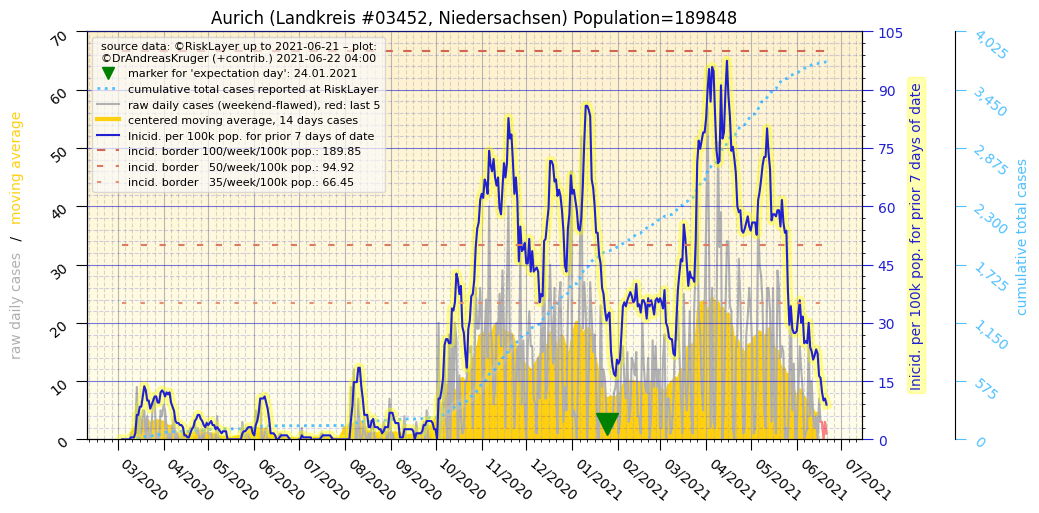 Aurich (Landkreis #03452, Niedersachsen) Population=189848
source data: ©RiskLayer up to 2021-06-21 – plot:
©DrAndreasKruger (+contrib.) 2021-06-22 04:00
marker for 'expectation day': 24.01.2021
cumulative total cases reported at RiskLayer
raw daily cases (weekend-flawed), red: last 5
centered moving average, 14 days cases
Inicid. per 100k pop. for prior 7 days of date
incid. border 100/week/100k pop.: 189.85
incid. border 50/week/100k pop.: 94.92
incid. border 35/week/100k pop.: 66.45
raw daily cases / moving average
70
60
50
40
30
20
10
0
105
90
75
60
45
30
15
0
Inicid. per 100k pop. for prior 7 days of date
4,025
3,450
2,875
2,300
1,725
1,150
575
0
cumulative total cases
03/2020
04/2020
05/2020
06/2020
07/2020
08/2020
09/2020
10/2020
11/2020
12/2020
01/2021
02/2021
03/2021
04/2021
05/2021
06/2021
07/2021